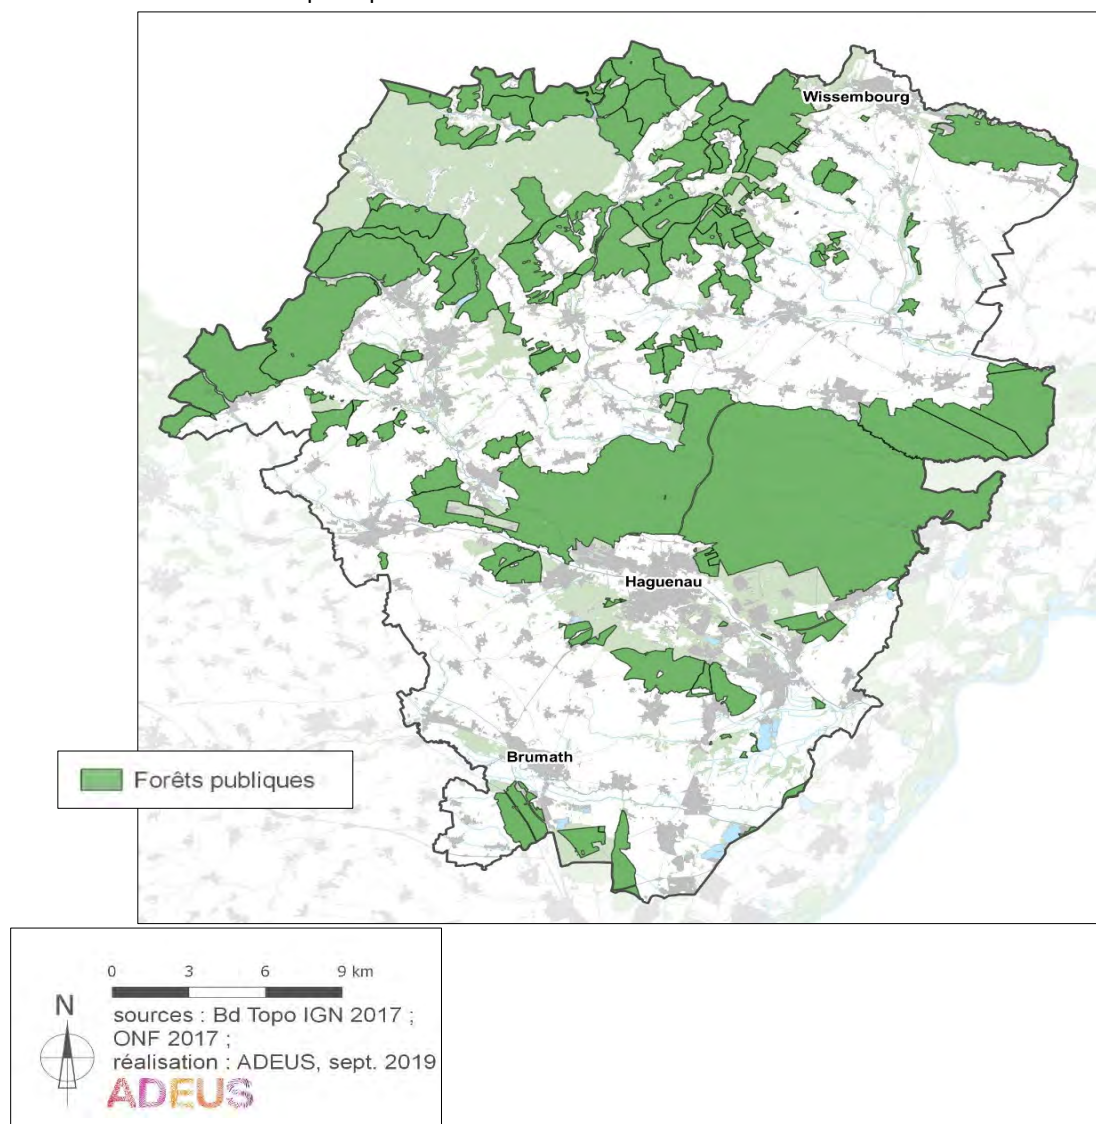 Wissembourg
Haguenau
Brumath
Forêts publiques
0 3 6 9 km
N
sources : Bd Topo IGN 2017 ;
ONF 2017 ;
réalisation : ADEUS, sept. 2019
ADEUS